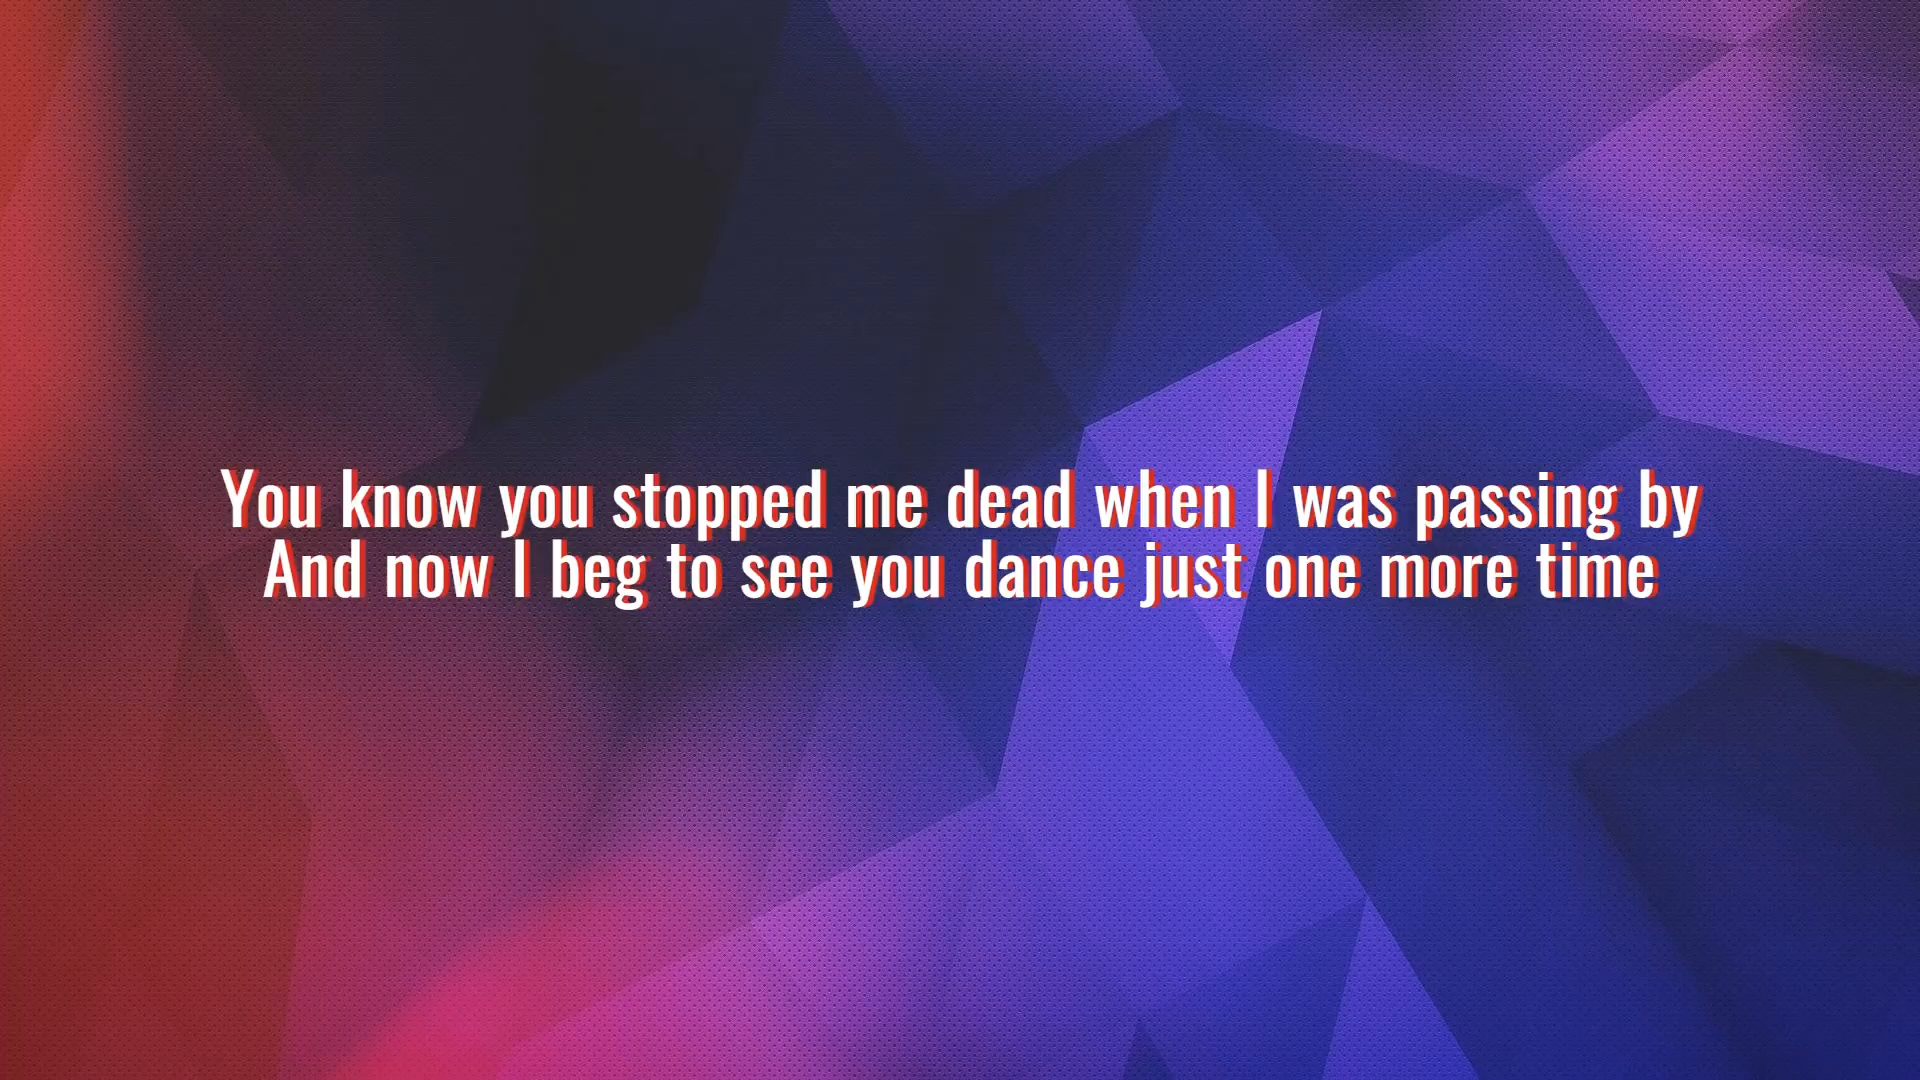 You know you stopped me dead when I was passing by
And now I beg to see you dance just one more time